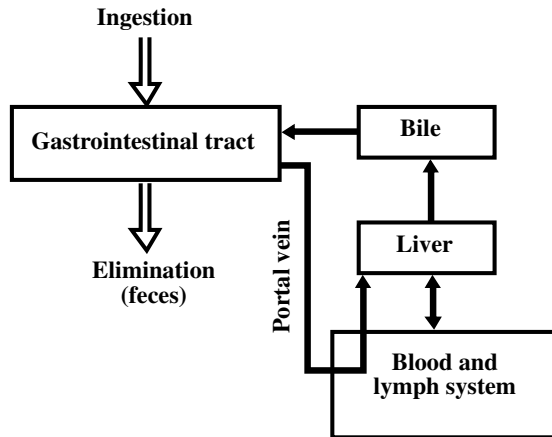 Ingestion
Gastrointestinal tract
Bile
Liver
Elimination
(feces)
Portal vein
Blood and
lymph system